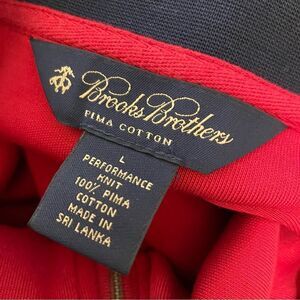 Brooks Brothers
PIMA COTTON
L
PERFORMANCE
KNIT
100% PIMA
COTTON
MADE IN
SRI LANKA